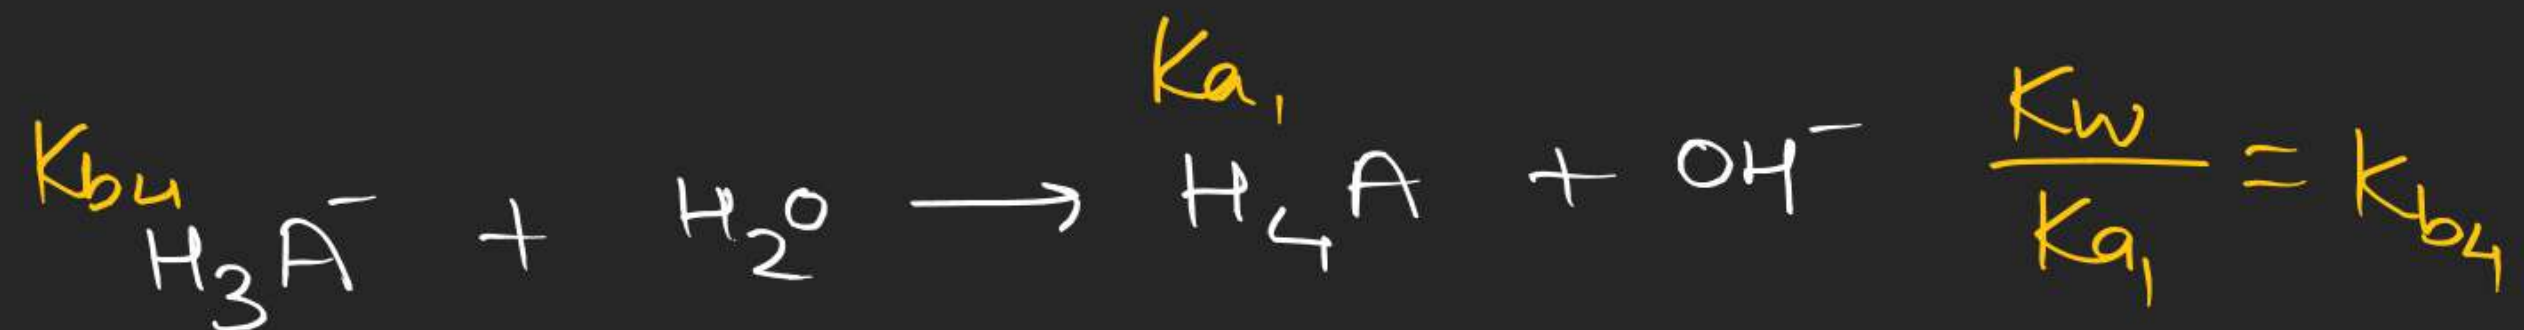 Kb4 Ka1
H3A⁻ + H2O ⟶ H4A + OH⁻ Kw/Ka1 = Kb4